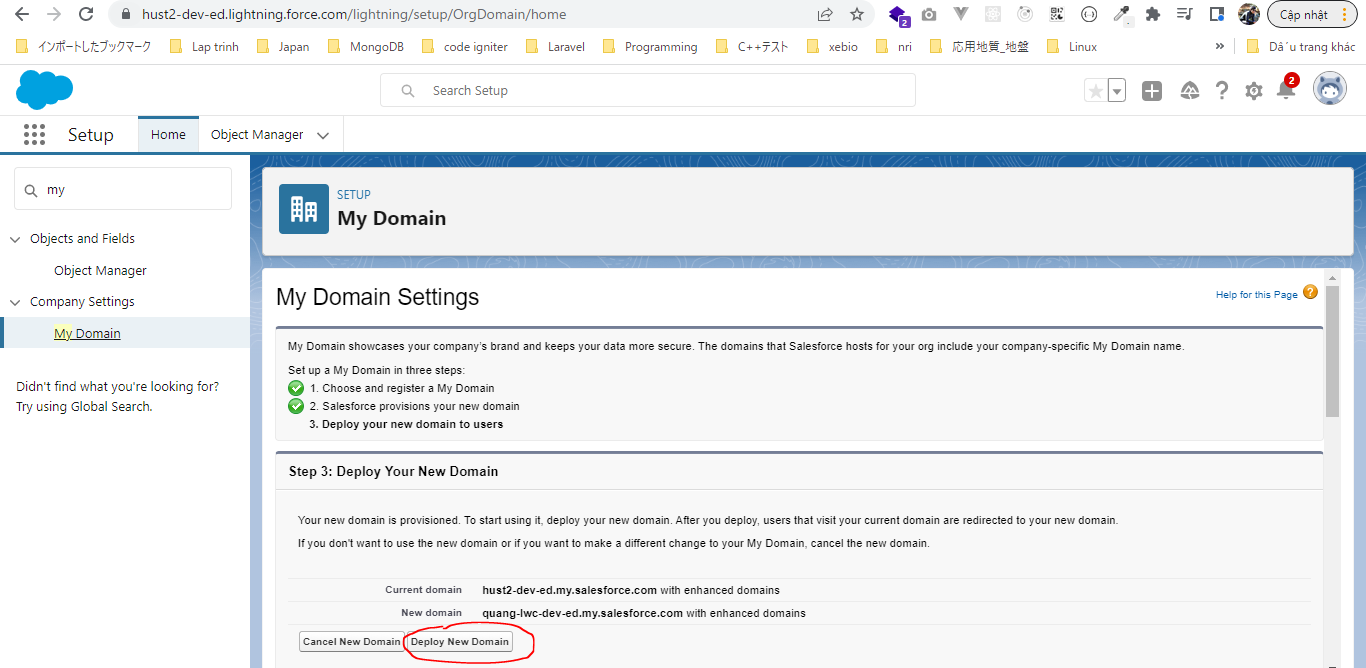 hust2-dev-ed.lightning.force.com/lightning/setup/OrgDomain/home
2
Cập nhật
インポートしたブックマーク Lap trinh Japan MongoDB code igniter Laravel Programming C++テスト xebio nri 応用地質_地盤 Linux » Dấu trang khác
Search Setup
2
Setup Home Object Manager
my
Objects and Fields
Object Manager
Company Settings
My Domain
Didn't find what you're looking for?
Try using Global Search.
SETUP
My Domain
My Domain Settings
Help for this Page ?
My Domain showcases your company's brand and keeps your data more secure. The domains that Salesforce hosts for your org include your company-specific My Domain name.
Set up a My Domain in three steps:
1. Choose and register a My Domain
2. Salesforce provisions your new domain
3. Deploy your new domain to users
Step 3: Deploy Your New Domain
Your new domain is provisioned. To start using it, deploy your new domain. After you deploy, users that visit your current domain are redirected to your new domain.
If you don't want to use the new domain or if you want to make a different change to your My Domain, cancel the new domain.
Current domain hust2-dev-ed.my.salesforce.com with enhanced domains
New domain quang-lwc-dev-ed.my.salesforce.com with enhanced domains
Cancel New Domain Deploy New Domain